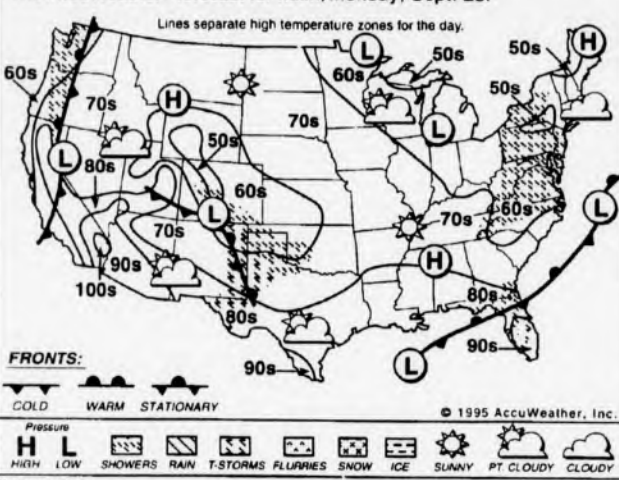 Monday, Sept.
Lines separate high temperature zones for the day.
L
H
50s
50s
60s
60s
50s
H
70s
L
70s
50s
L
80s
60s
60s
L
L
70s
70s
90s
H
100s
80s
80s
90s
L
90s
FRONTS:
COLD WARM STATIONARY
© 1995 AccuWeather, Inc.
Pressure
H L
HIGH LOW SHOWERS RAIN T-STORMS FLURRIES SNOW ICE SUNNY PT. CLOUDY CLOUDY